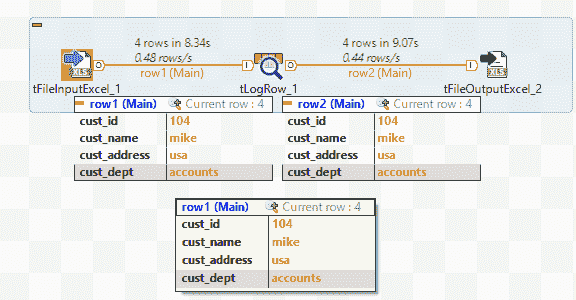 4 rows in 8.34s
0.48 rows/s
row1 (Main)
4 rows in 9.07s
0.44 rows/s
row2 (Main)
XLS
O
I
O
I
XLS
tFileInputExcel_1
tLogRow_1
tFileOutputExcel_2
row1 (Main) Current row : 4
cust_id 104
cust_name mike
cust_address usa
cust_dept accounts
row2 (Main) Current row : 4
cust_id 104
cust_name mike
cust_address usa
cust_dept accounts
row1 (Main) Current row : 4
cust_id 104
cust_name mike
cust_address usa
cust_dept accounts